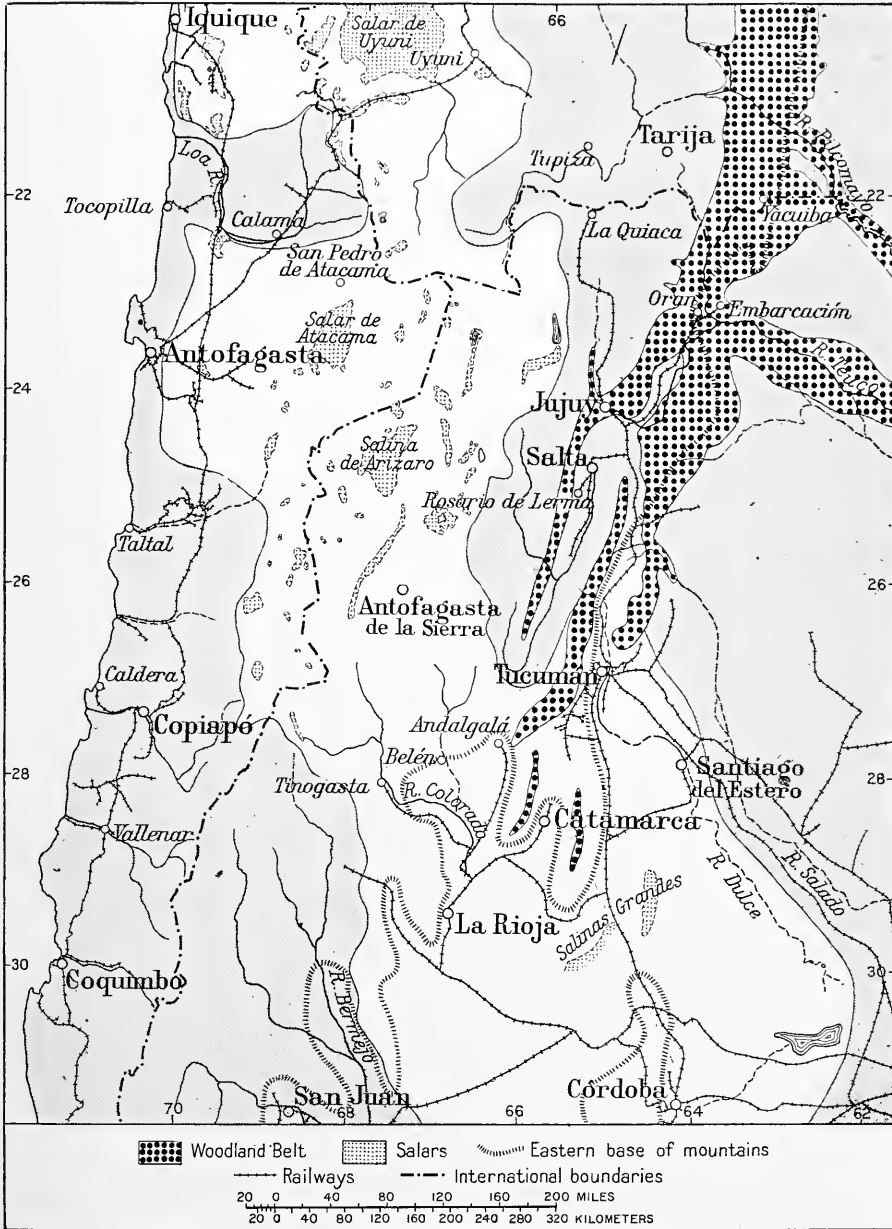 Iquique
Salar de
Uyuni
Uyuni
66
Loa R.
Tarija
Tupiza
R. Pilcomayo
22
22
Tocopilla
Calama
La Quiaca
Yacuiba
San Pedro
de Atacama
Oran
Embarcación
Salar de
Atacama
Antofagasta
R. Teuco
24
24
Jujuy
Salina
de Arizaro
Salta
Rosario de Lerma
Taltal
26
26
Antofagasta
de la Sierra
Caldera
Tucuman
Copiapó
Andalgalá
Belén
28
28
Tinogasta
R. Colorado
Santiago
del Estero
Vallenar
Catamarca
R. Dulce
R. Salado
La Rioja
Salinas Grandes
30
30
Coquimbo
R. Bermejo
San Juan
Córdoba
70
68
66
64
62
Woodland Belt
Salars
Eastern base of mountains
Railways
International boundaries
20 0 40 80 120 160 200 MILES
20 0 40 80 120 160 200 240 280 320 KILOMETERS